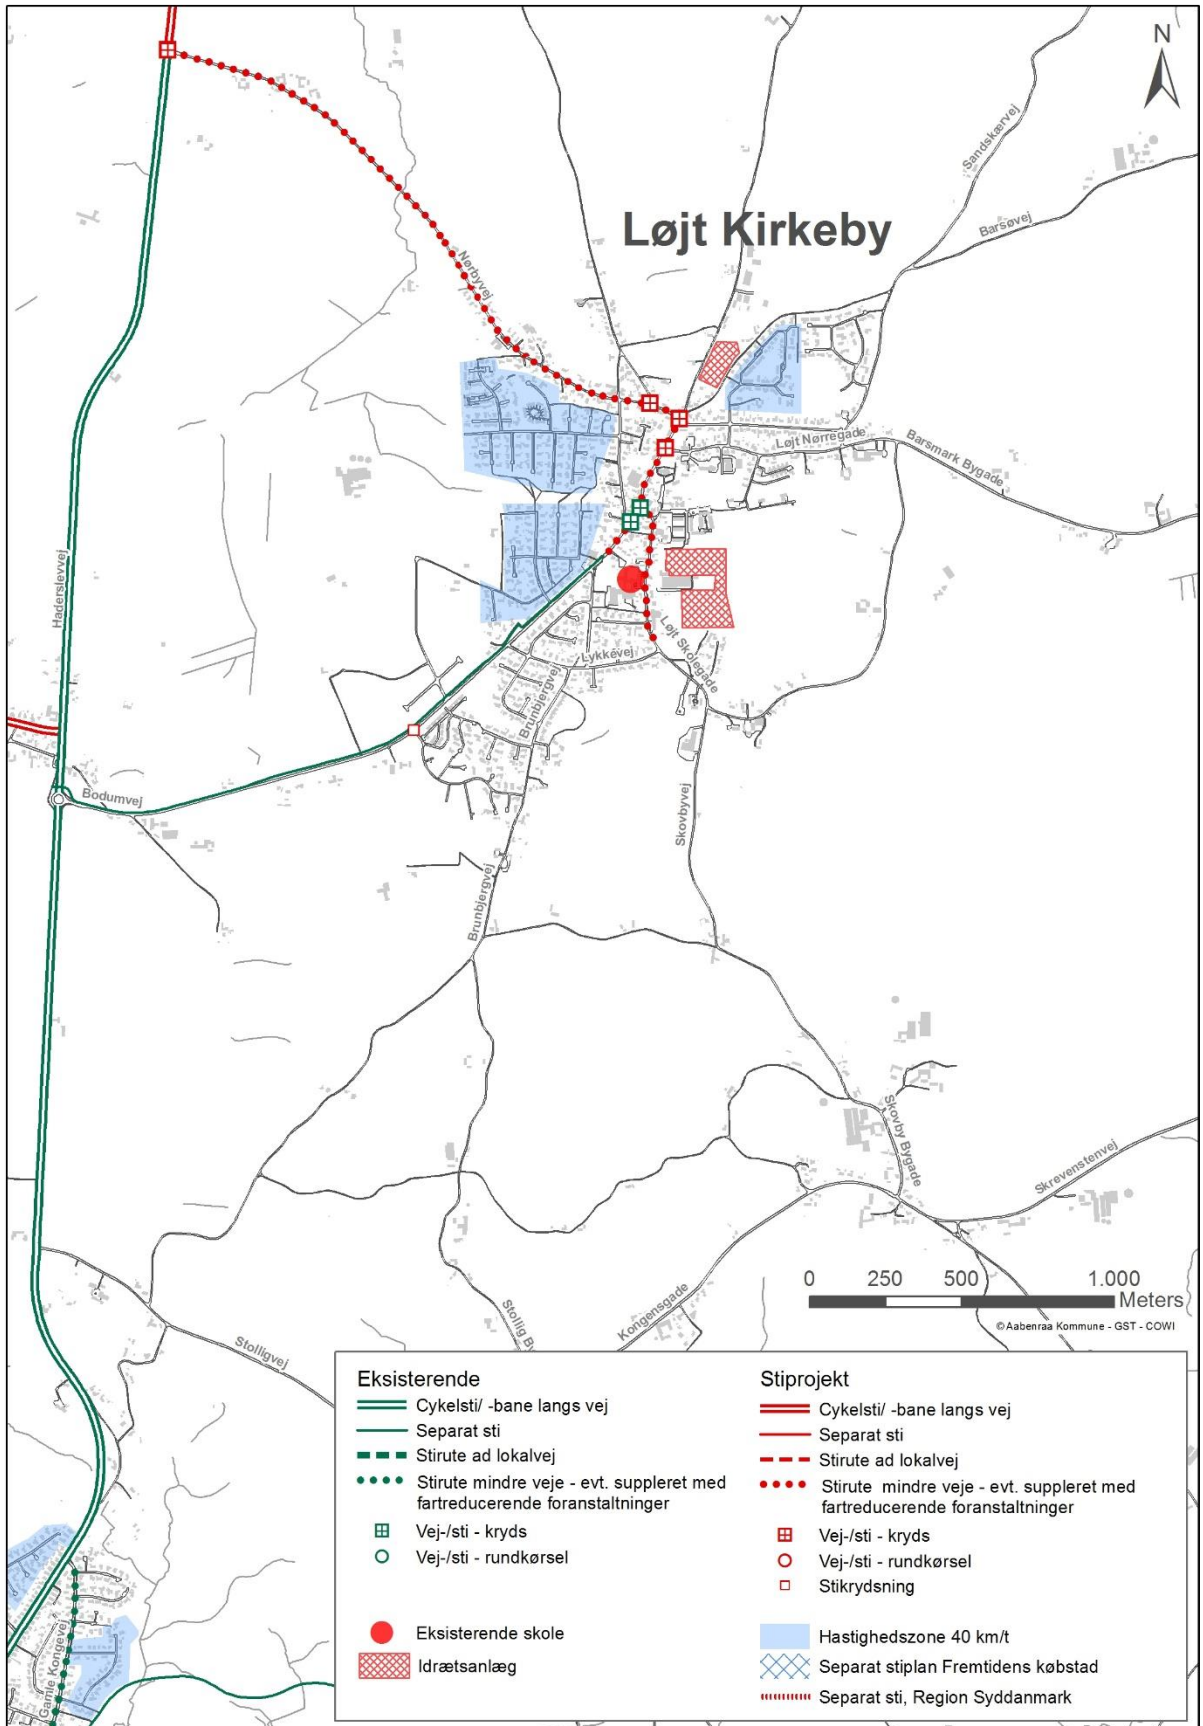 N
Løjt Kirkeby
Sandskærvej
Barsøvej
Nørbyvej
Løjt Nørregade
Barsmark Bygade
Haderslevvej
Løjt Skolegade
Lykkevej
Brunbjergvej
Bodumvej
Skovbyvej
Brunbjergvej
Skovby Bygade
Skrevenstenvej
Kongensgade
Stollig By
Stolligvej
Gamle Kongevej
0 250 500 1.000
Meters
©Aabenraa Kommune - GST - COWI
Eksisterende
Cykelsti/ -bane langs vej
Separat sti
Stirute ad lokalvej
Stirute mindre veje - evt. suppleret med
fartreducerende foranstaltninger
Vej-/sti - kryds
Vej-/sti - rundkørsel
Eksisterende skole
Idrætsanlæg
Stiprojekt
Cykelsti/ -bane langs vej
Separat sti
Stirute ad lokalvej
Stirute mindre veje - evt. suppleret med
fartreducerende foranstaltninger
Vej-/sti - kryds
Vej-/sti - rundkørsel
Stikrydsning
Hastighedszone 40 km/t
Separat stiplan Fremtidens købstad
Separat sti, Region Syddanmark